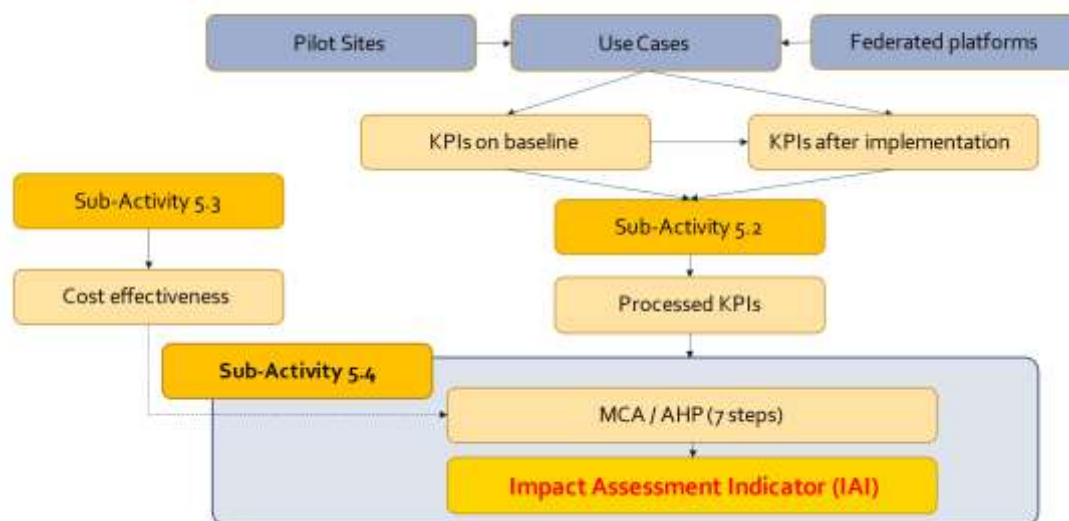 Pilot Sites
Use Cases
Federated platforms
KPIs on baseline
KPIs after implementation
Sub-Activity 5.3
Sub-Activity 5.2
Cost effectiveness
Processed KPIs
Sub-Activity 5.4
MCA / AHP (7 steps)
Impact Assessment Indicator (IAI)